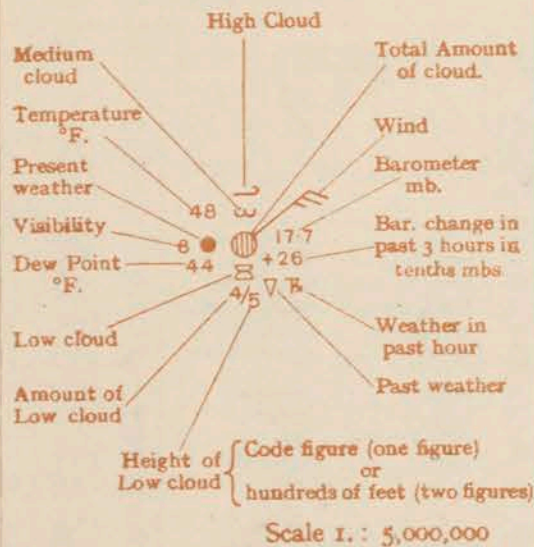 High Cloud
Medium
cloud
Total Amount
of cloud.
Temperature
°F.
Wind
Present
weather
Barometer
mb.
48
Visibility
8
17.7
Bar. change in
past 3 hours in
tenths mbs.
Dew Point
°F.
44
+26
4/5
Low cloud
Weather in
past hour
Amount of
Low cloud
Past weather
Height of
Low cloud
Code figure (one figure)
or
hundreds of feet (two figures)
Scale 1. : 5,000,000